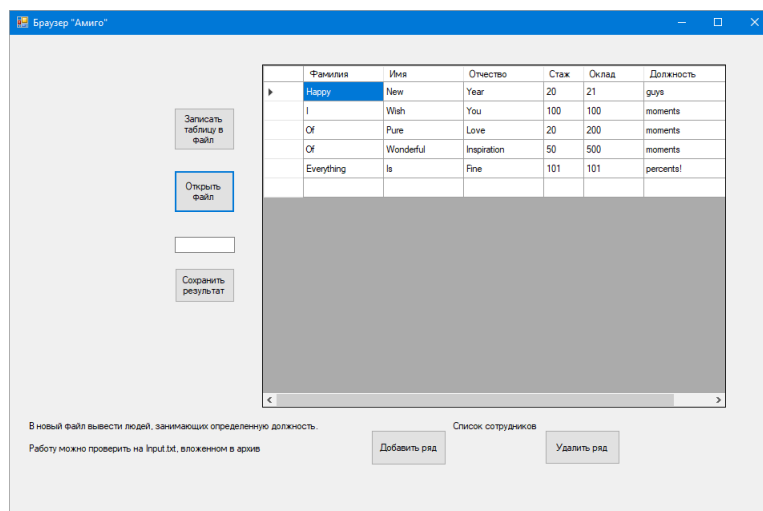 Браузер "Амиго"
Фамилия Имя Отчество Стаж Оклад Должность
Happy New Year 20 21 guys
I Wish You 100 100 moments
Of Pure Love 20 200 moments
Of Wonderful Inspiration 50 500 moments
Everything Is Fine 101 101 percents!
Записать
таблицу в
файл
Открыть
файл
Сохранить
результат
В новый файл вывести людей, занимающих определенную должность.
Список сотрудников
Работу можно проверить на Input.txt, вложенном в архив
Добавить ряд
Удалить ряд